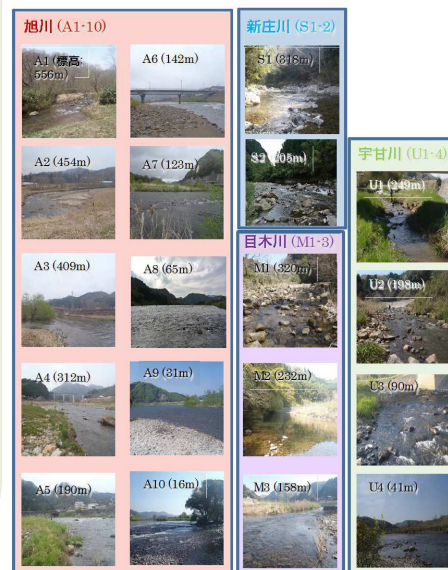 旭川 (A1-10)
A1 (標高:
556m)
A2 (454m)
A3 (409m)
A4 (312m)
A5 (190m)
A6 (142m)
A7 (123m)
A8 (65m)
A9 (31m)
A10 (16m)
新庄川 (S1-2)
S1 (318m)
S2 (205m)
目木川 (M1-3)
M1 (320m)
M2 (232m)
M3 (158m)
宇甘川 (U1-4)
U1 (249m)
U2 (198m)
U3 (90m)
U4 (41m)